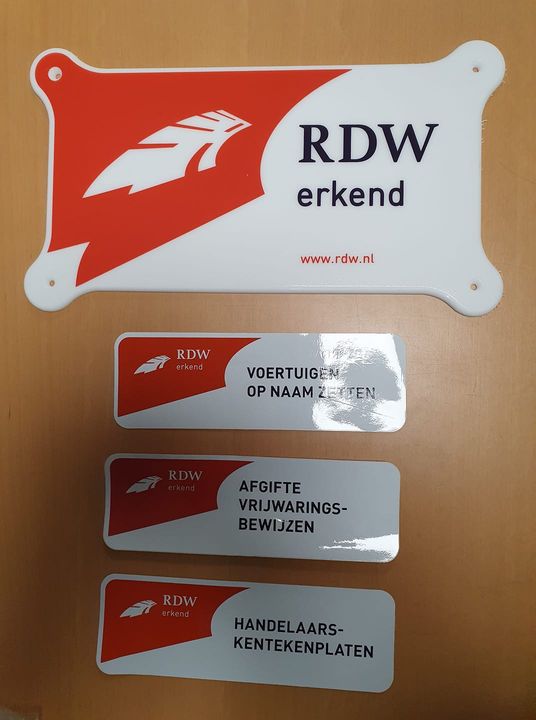 RDW
erkend
www.rdw.nl
RDW
erkend
VOERTUIGEN
OP NAAM ZETTEN
RDW
erkend
AFGIFTE
VRIJWARINGS-
BEWIJZEN
RDW
erkend
HANDELAARS-
KENTEKENPLATEN